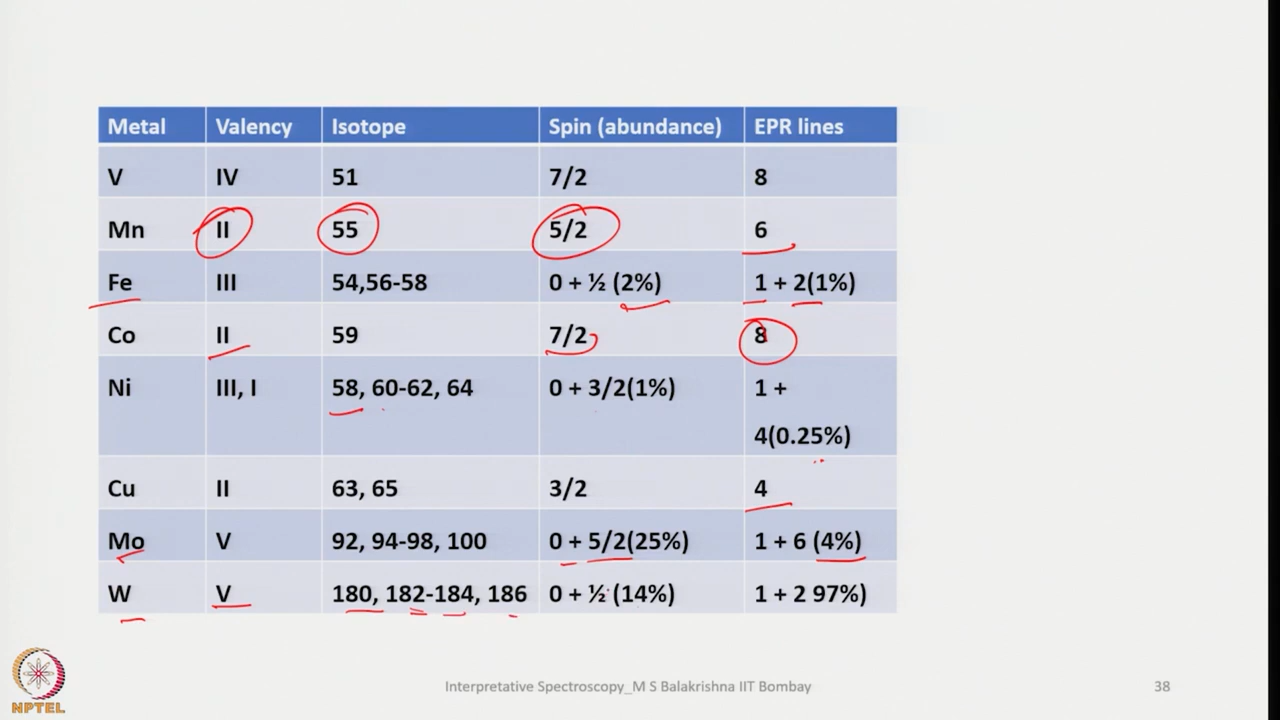 Metal Valency Isotope Spin (abundance) EPR lines
V IV 51 7/2 8
Mn II 55 5/2 6
Fe III 54,56-58 0 + ½ (2%) 1 + 2(1%)
Co II 59 7/2 8
Ni III, I 58, 60-62, 64 0 + 3/2(1%) 1 +
4(0.25%)
Cu II 63, 65 3/2 4
Mo V 92, 94-98, 100 0 + 5/2(25%) 1 + 6 (4%)
W V 180, 182-184, 186 0 + ½ (14%) 1 + 2 97%)
NPTEL
Interpretative Spectroscopy_M S Balakrishna IIT Bombay
38